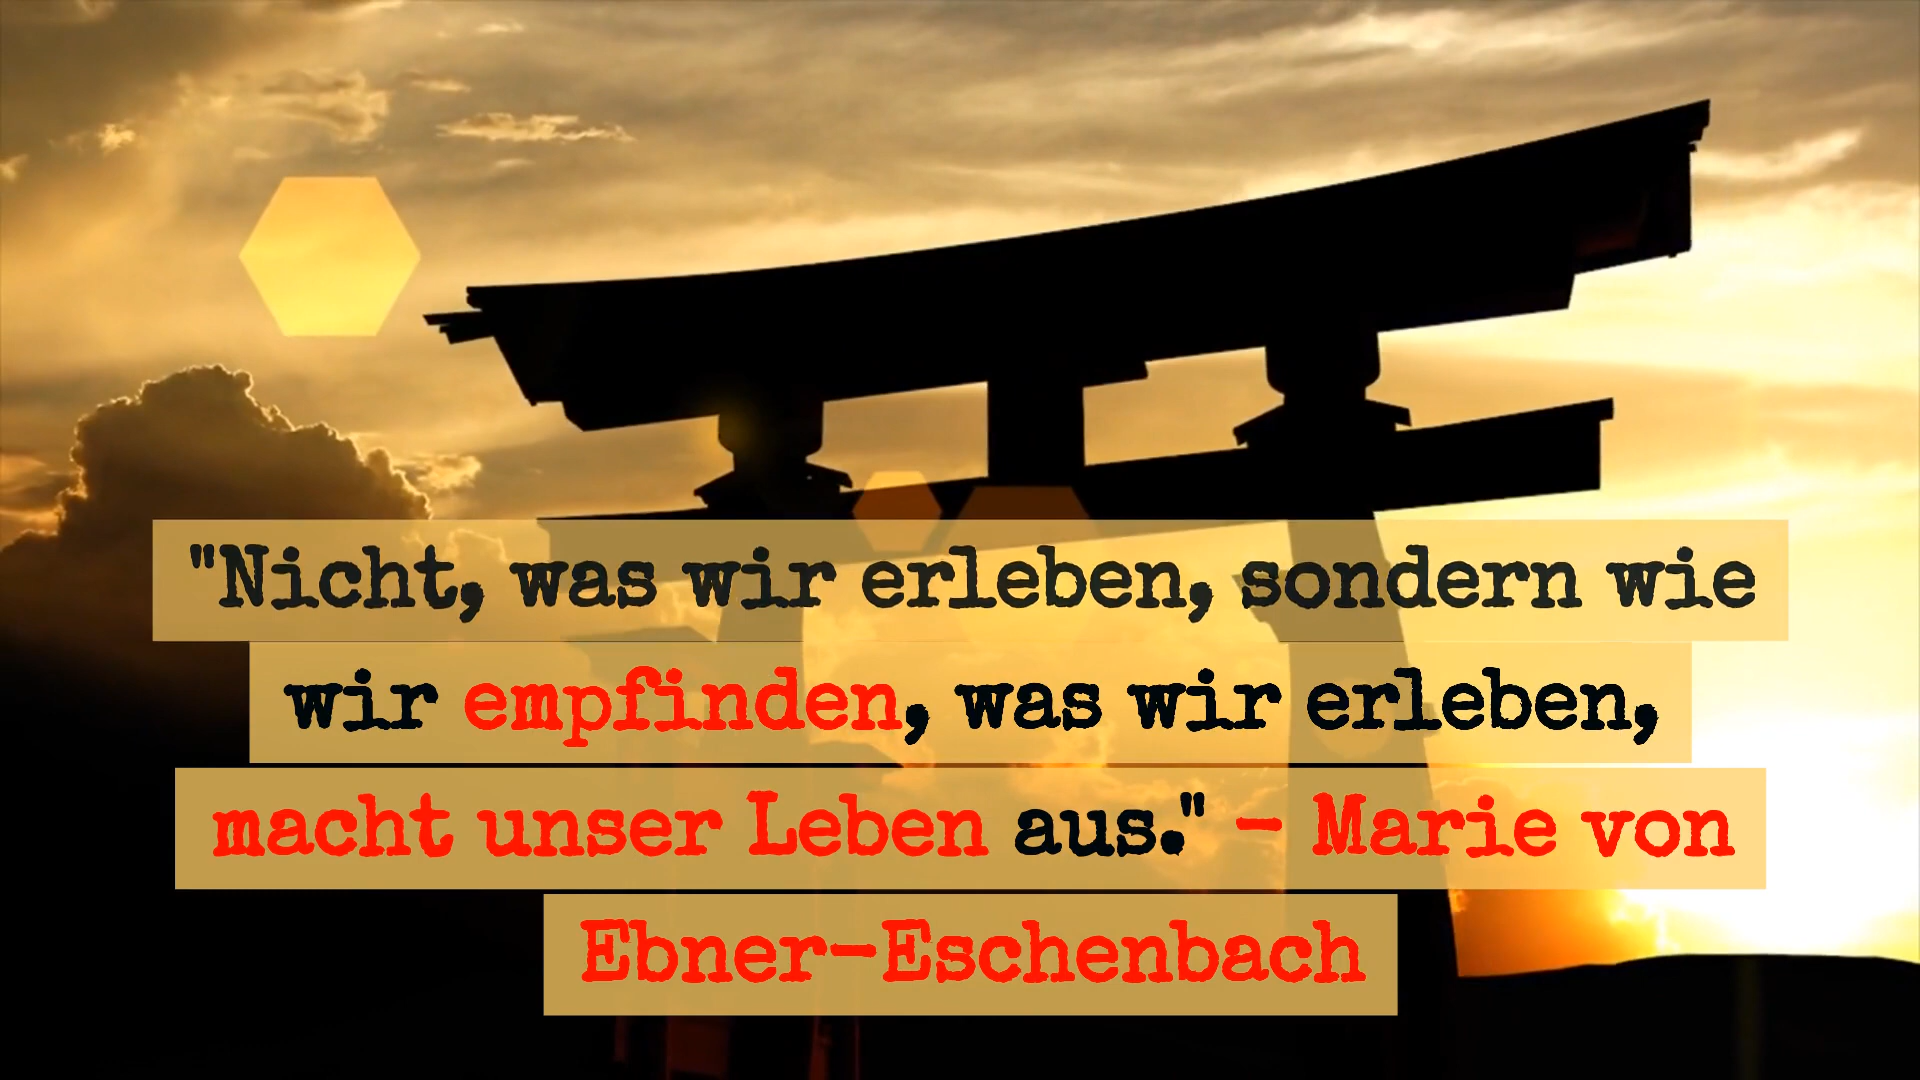 "Nicht, was wir erleben, sondern wie
wir empfinden, was wir erleben,
macht unser Leben aus." - Marie von
Ebner-Eschenbach